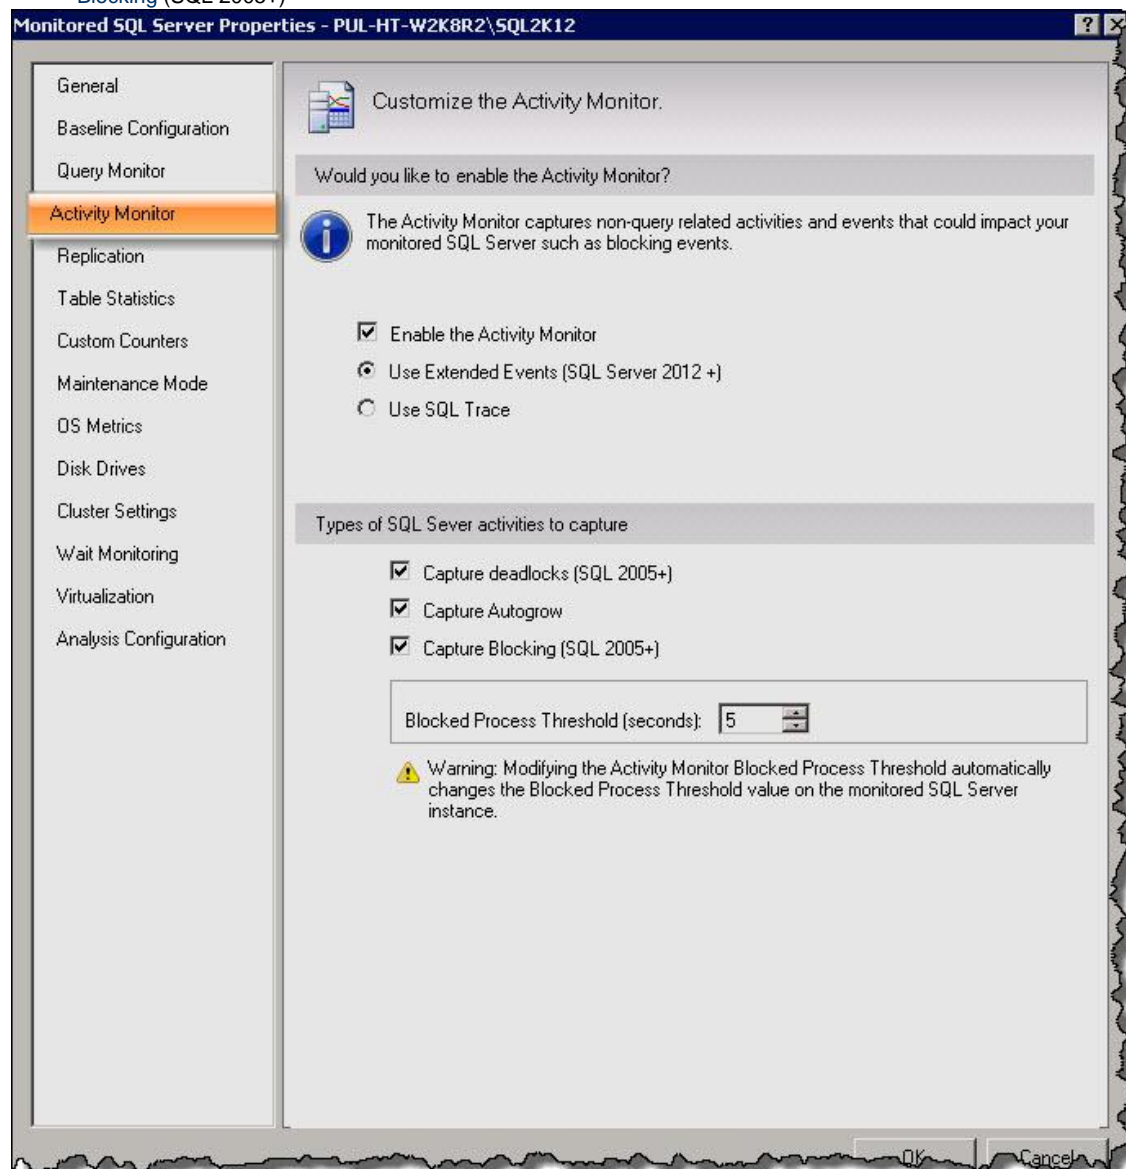 Blocking (SQL 2005+)
Monitored SQL Server Properties - PUL-HT-W2K8R2\SQL2K12
General
Baseline Configuration
Query Monitor
Activity Monitor
Replication
Table Statistics
Custom Counters
Maintenance Mode
OS Metrics
Disk Drives
Cluster Settings
Wait Monitoring
Virtualization
Analysis Configuration
Customize the Activity Monitor.
Would you like to enable the Activity Monitor?
The Activity Monitor captures non-query related activities and events that could impact your
monitored SQL Server such as blocking events.
Enable the Activity Monitor
Use Extended Events (SQL Server 2012 +)
Use SQL Trace
Types of SQL Sever activities to capture
Capture deadlocks (SQL 2005+)
Capture Autogrow
Capture Blocking (SQL 2005+)
Blocked Process Threshold (seconds): 5
Warning: Modifying the Activity Monitor Blocked Process Threshold automatically
changes the Blocked Process Threshold value on the monitored SQL Server
instance.
OK Cancel